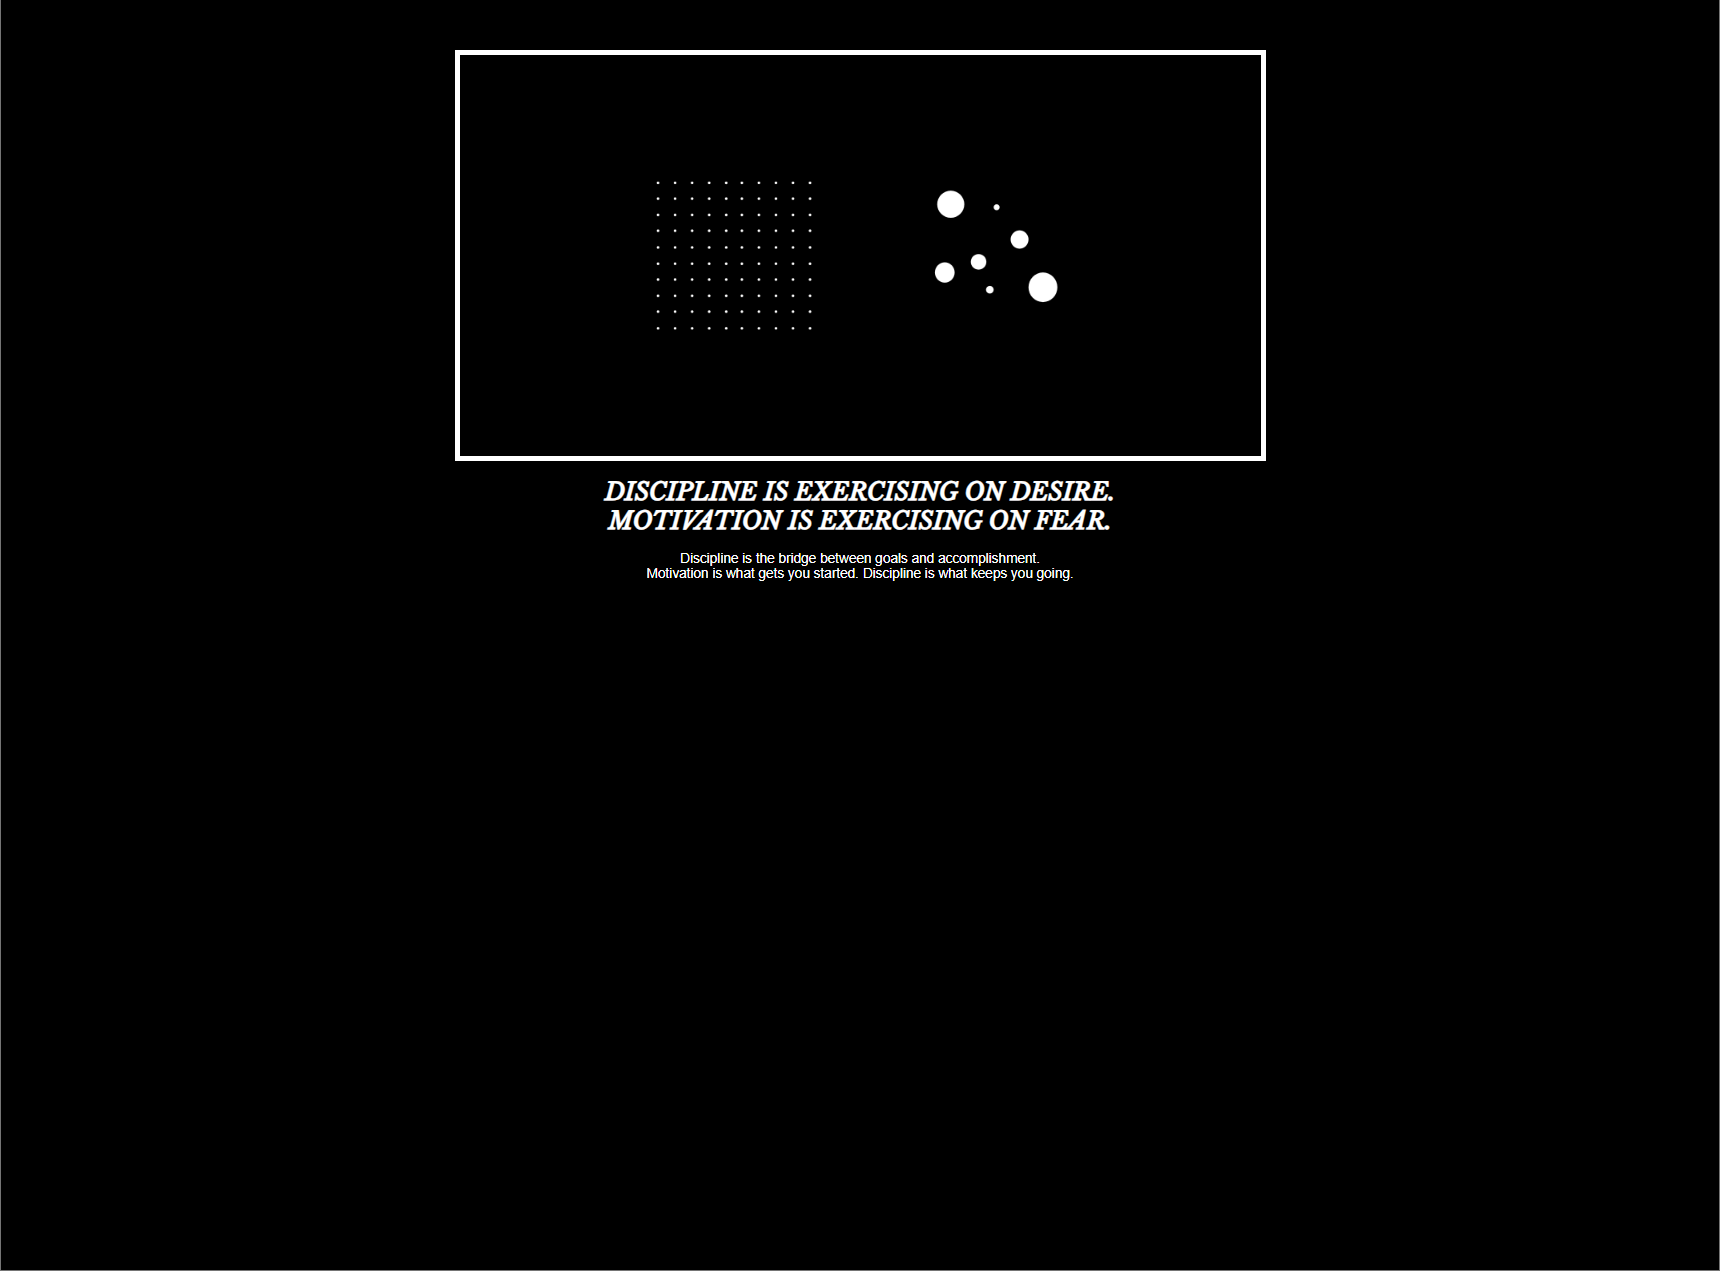 DISCIPLINE IS EXERCISING ON DESIRE.
MOTIVATION IS EXERCISING ON FEAR.
Discipline is the bridge between goals and accomplishment.
Motivation is what gets you started. Discipline is what keeps you going.